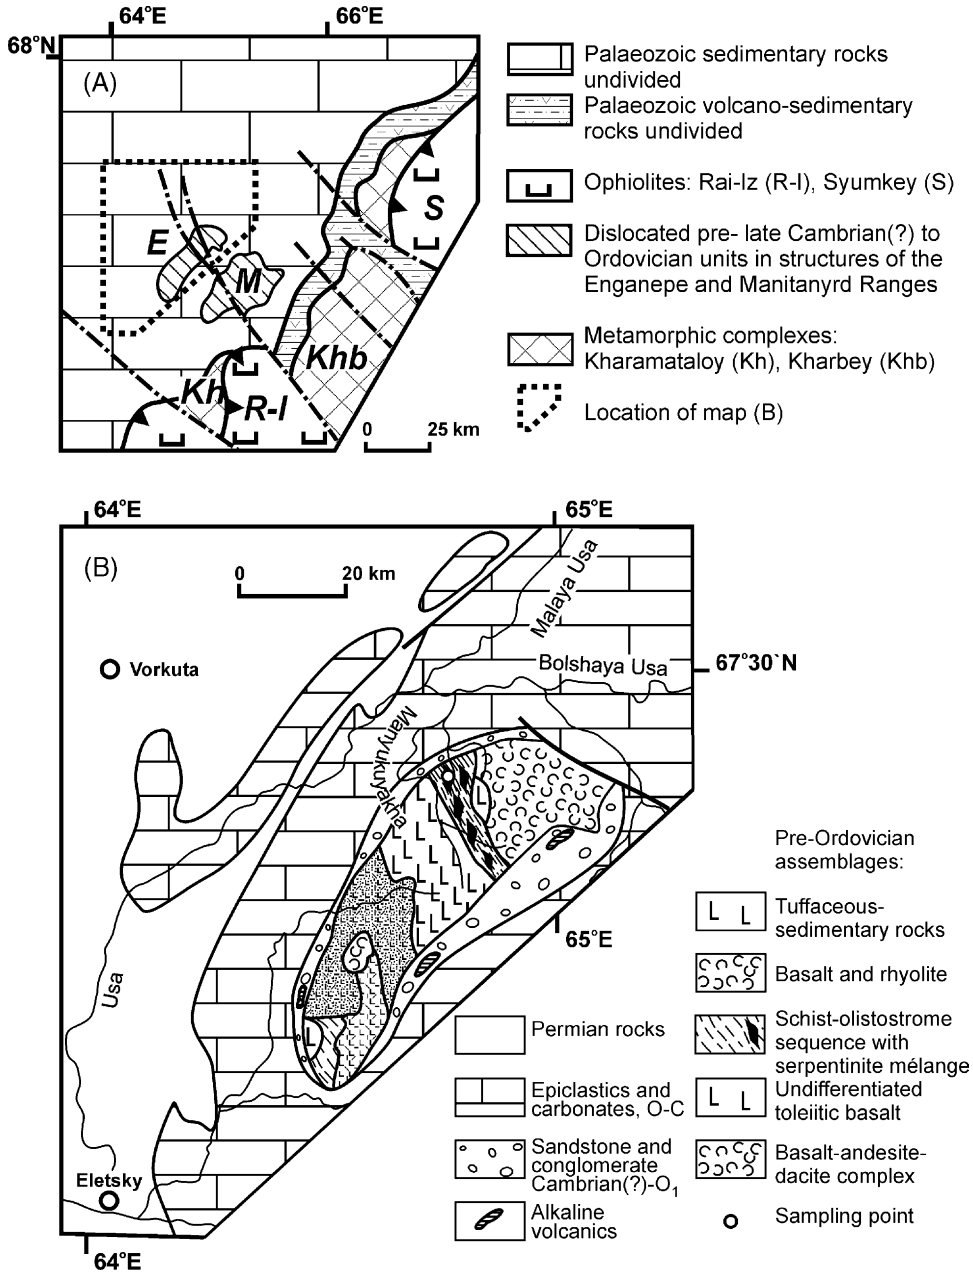 64°E
66°E
68°N
(A)
E
M
S
Khb
Kh
R-I
0
25 km
Palaeozoic sedimentary rocks
undivided
Palaeozoic volcano-sedimentary
rocks undivided
Ophiolites: Rai-Iz (R-I), Syumkey (S)
Dislocated pre- late Cambrian(?) to
Ordovician units in structures of the
Enganepe and Manitanyrd Ranges
Metamorphic complexes:
Kharamataloy (Kh), Kharbey (Khb)
Location of map (B)
64°E
65°E
(B)
0
20 km
Malaya Usa
Vorkuta
Bolshaya Usa
67°30`N
Manyukuyakha
L
L
Usa
65°E
Eletsky
64°E
Permian rocks
Epiclastics and
carbonates, O-C
Sandstone and
conglomerate
Cambrian(?)-O1
Alkaline
volcanics
Pre-Ordovician
assemblages:
Tuffaceous-
sedimentary rocks
Basalt and rhyolite
Schist-olistostrome
sequence with
serpentinite mélange
Undifferentiated
toleiitic basalt
Basalt-andesite-
dacite complex
Sampling point